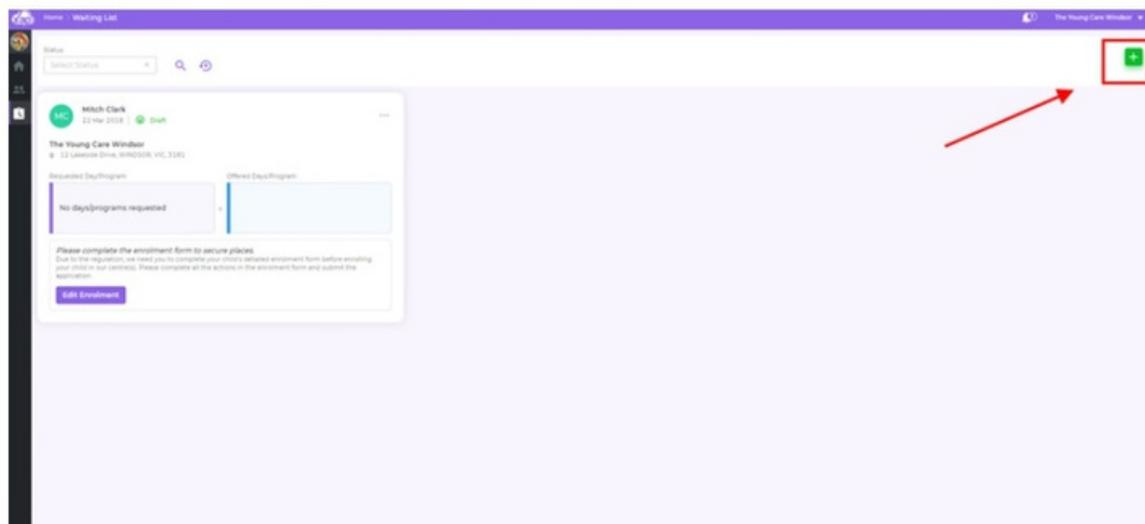 Home > Waiting List
The Young Care Windsor
Status
Select Status
MC
Mitch Clark
22 Mar 2018 | Draft
The Young Care Windsor
12 Lakeside Drive, WINDSOR, VIC, 3181
Requested Day/Program
Offered Days/Program
No days/programs requested
Please complete the enrolment form to secure places.
Due to the regulation, we need you to complete your child's detailed enrolment form before enrolling
your child in our centre(s). Please complete all the actions in the enrolment form and submit the
application.
Edit Enrolment